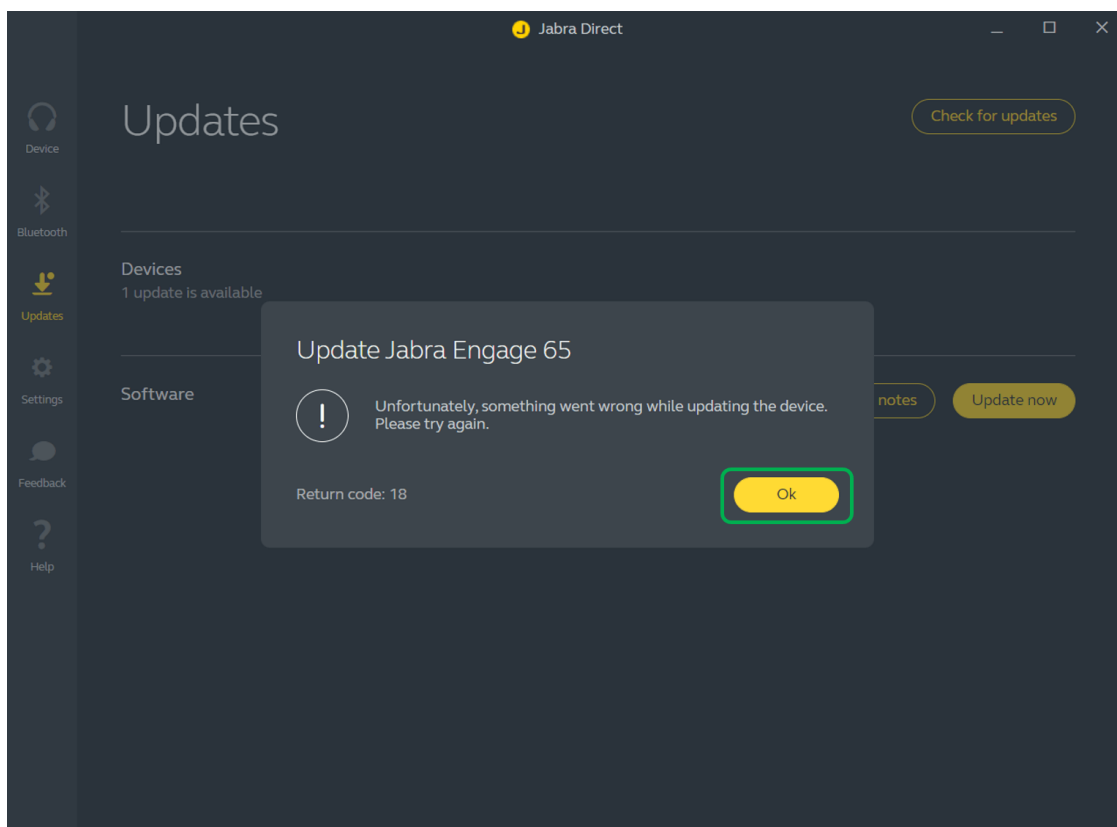 Jabra Direct
Updates
Check for updates
Device
Bluetooth
Devices
1 update is available
Updates
Update Jabra Engage 65
Settings
Software
Unfortunately, something went wrong while updating the device.
Please try again.
notes
Update now
Feedback
Return code: 18
Ok
Help